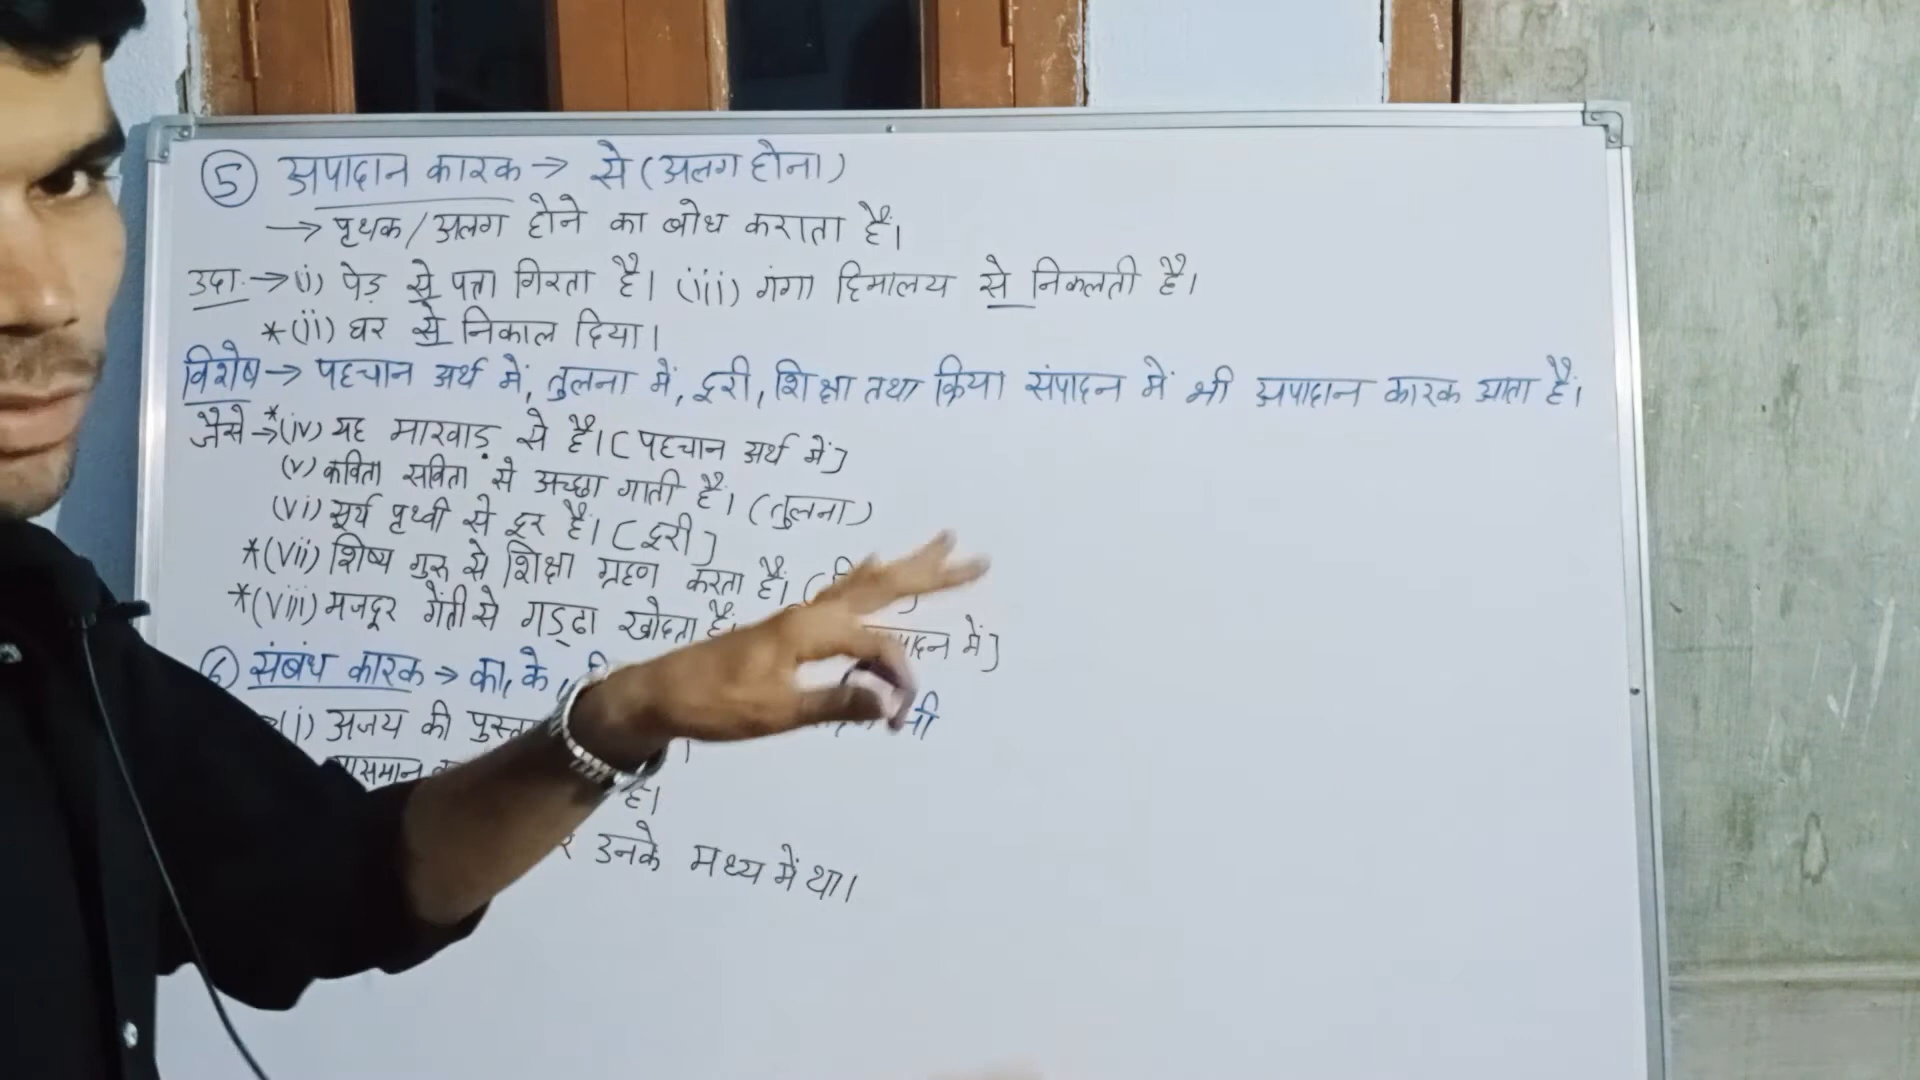 ⑤ अपादान कारक → से (अलग होना)
→ पृथक/अलग होने का बोध कराता है।
उदा. → (i) पेड़ से पत्ता गिरता है। (iii) गंगा हिमालय से निकलती है।
*(ii) घर से निकाल दिया।
विशेष → पहचान अर्थ में, तुलना में, दूरी, शिक्षा तथा क्रिया संपादन में भी अपादान कारक आता है।
जैसे → *(iv) यह मारवाड़ से है। (पहचान अर्थ में)
(v) कविता सविता से अच्छा गाती है। (तुलना)
(vi) सूर्य पृथ्वी से दूर है। (दूरी)
*(vii) शिष्य गुरु से शिक्षा ग्रहण करता है।
*(viii) मजदूर गेंती से गड्ढा खोदता है। में)
6 संबंध कारक → का, के,
(i) अजय की
है।
उनके मध्य में था।